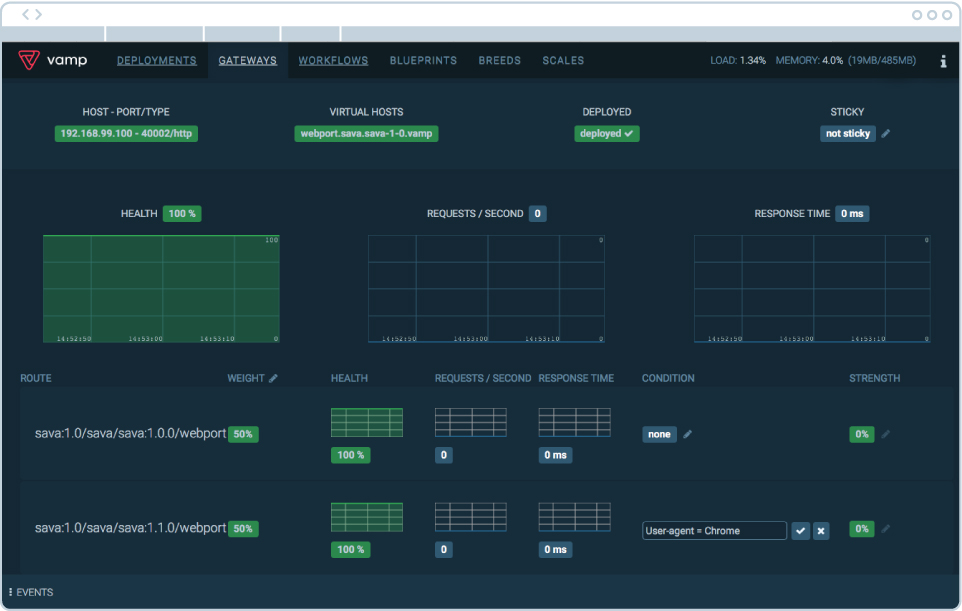 vamp DEPLOYMENTS GATEWAYS WORKFLOWS BLUEPRINTS BREEDS SCALES LOAD: 1.34% MEMORY: 4.0% (19MB/485MB) i
HOST - PORT/TYPE VIRTUAL HOSTS DEPLOYED STICKY
192.168.99.100 - 40002/http webport.sava.sava-1-0.vamp deployed not sticky
HEALTH 100 % REQUESTS / SECOND 0 RESPONSE TIME 0 ms
100 0 0
14:52:50 14:53:00 14:53:10 0 14:52:50 14:53:00 14:53:10 0 14:52:50 14:53:00 14:53:10 0
ROUTE WEIGHT HEALTH REQUESTS / SECOND RESPONSE TIME CONDITION STRENGTH
sava:1.0/sava/sava:1.0.0/webport 50% none 0%
100 % 0 0 ms
sava:1.0/sava/sava:1.1.0/webport 50% User-agent = Chrome 0%
100 % 0 0 ms
EVENTS